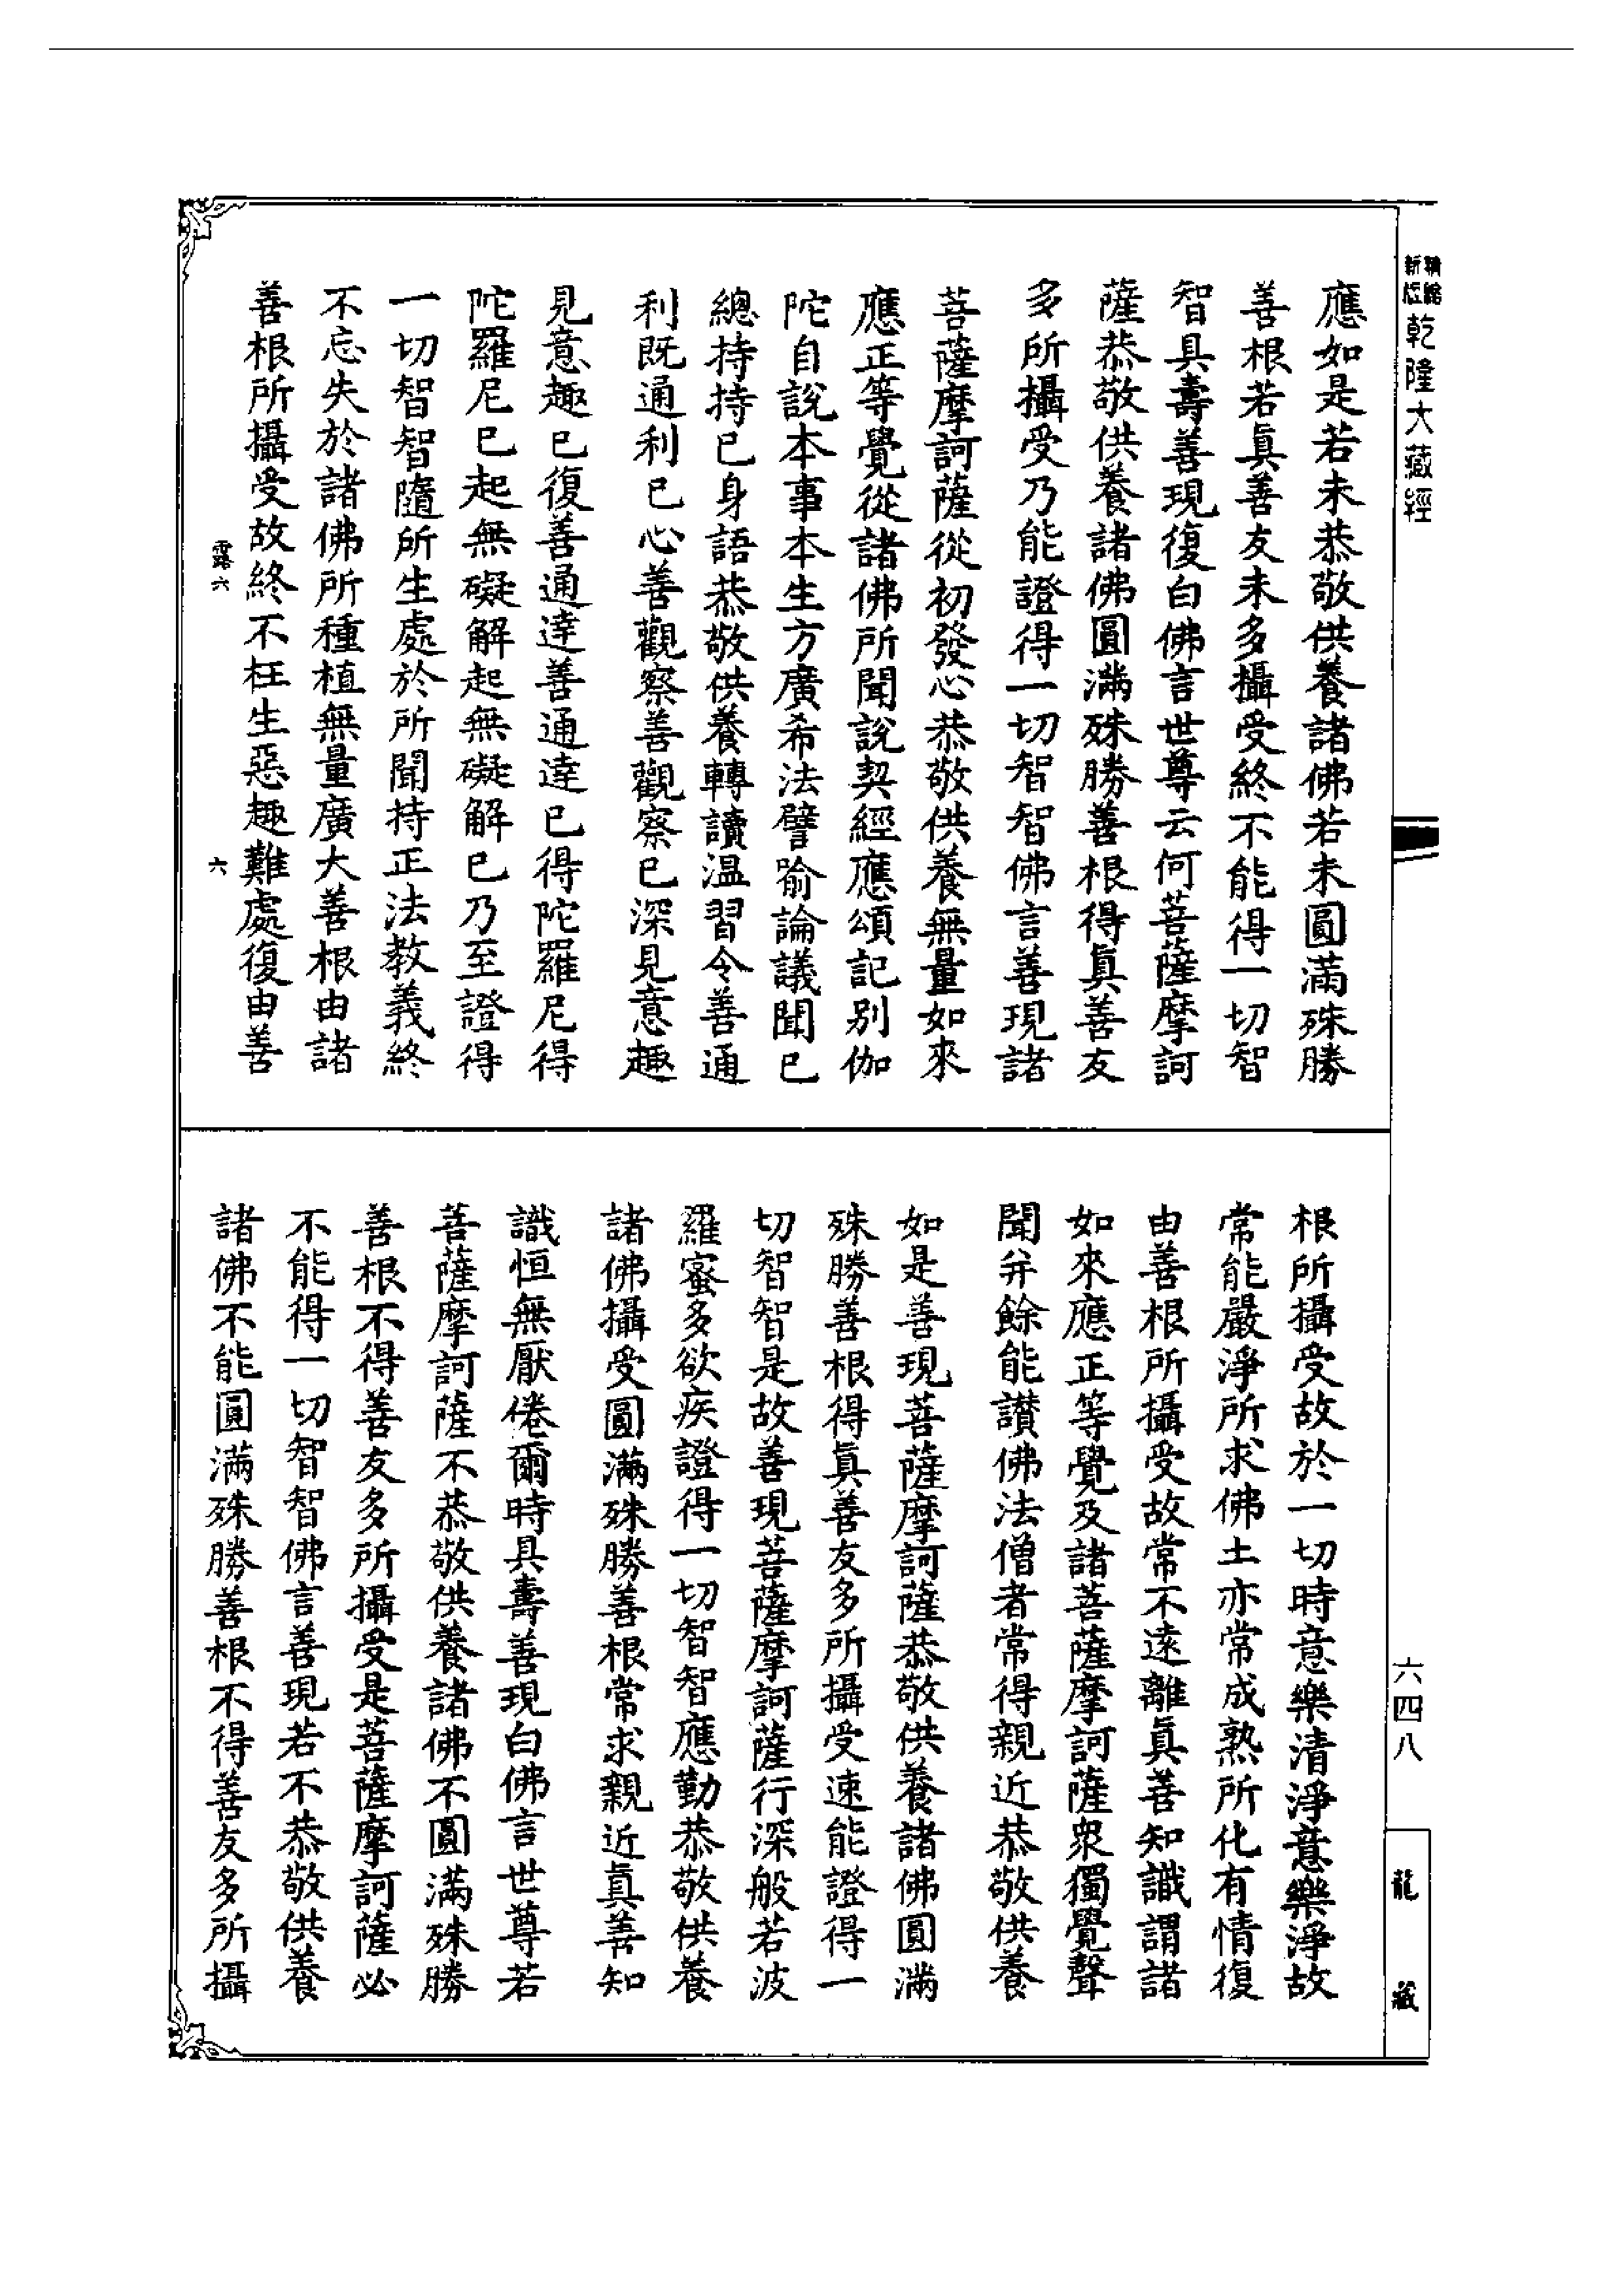 精縮新版乾隆大藏經
應如是若未恭敬供養諸佛若未圓滿殊勝
善根若眞善友未多攝受終不能得一切智
智具壽善現復白佛言世尊云何菩薩摩訶
薩恭敬供養諸佛圓滿殊勝善根得眞善友
多所攝受乃能證得一切智智佛言善現諸
菩薩摩訶薩從初發心恭敬供養無量如來
應正等覺從諸佛所聞說契經應頌記別伽
陀自說本事本生方廣希法譬喻論議聞已
總持持已身語恭敬供養轉讀温習令善通
利既通利已心善觀察善觀察已深見意趣
見意趣已復善通達善通達已得陀羅尼得
陀羅尼已起無礙解起無礙解已乃至證得
一切智智隨所生處於所聞持正法教義終
不忘失於諸佛所種植無量廣大善根由諸
善根所攝受故終不枉生惡趣難處復由善
露六 六
根所攝受故於一切時意樂清淨意樂淨故
常能嚴淨所求佛土亦常成熟所化有情復
由善根所攝受故常不遠離眞善知識謂諸
如來應正等覺及諸菩薩摩訶薩衆獨覺聲
聞并餘能讃佛法僧者常得親近恭敬供養
如是善現菩薩摩訶薩恭敬供養諸佛圓滿
殊勝善根得眞善友多所攝受速能證得一
切智智是故善現菩薩摩訶薩行深般若波
羅蜜多欲疾證得一切智智應勤恭敬供養
諸佛攝受圓滿殊勝善根常求親近眞善知
識恒無厭倦爾時具壽善現白佛言世尊若
菩薩摩訶薩不恭敬供養諸佛不圓滿殊勝
善根不得善友多所攝受是菩薩摩訶薩必
不能得一切智智佛言善現若不恭敬供養
諸佛不能圓滿殊勝善根不得善友多所攝
六四八
龍藏